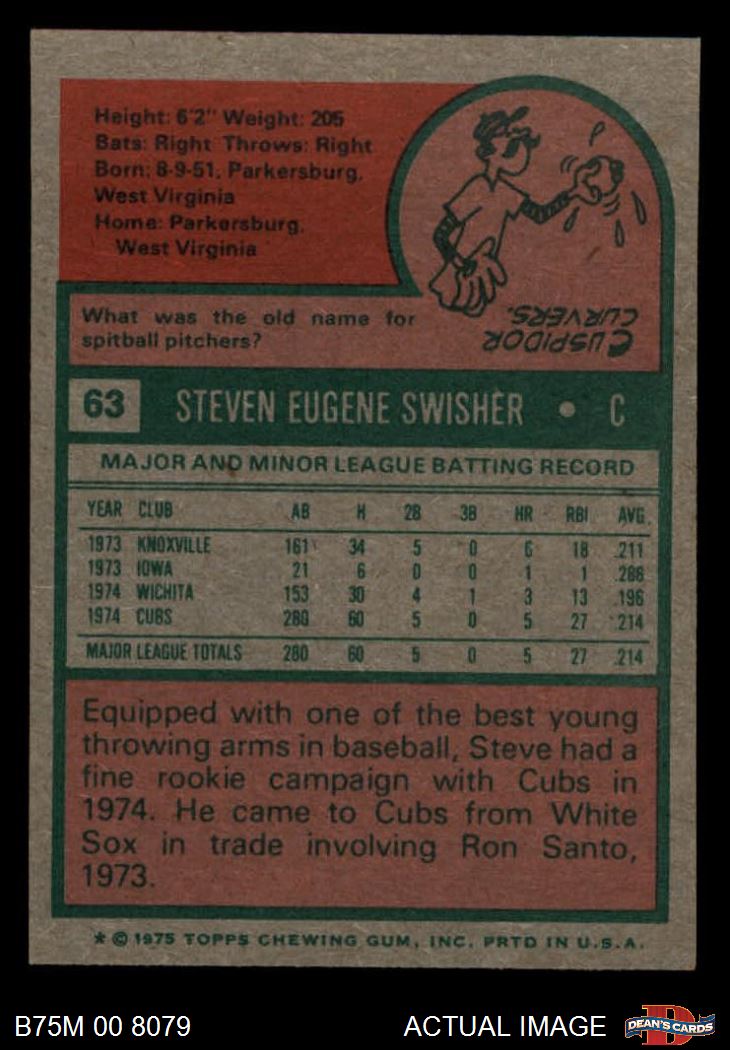 Height: 6'2" Weight: 205
Bats: Right Throws: Right
Born: 8-9-51, Parkersburg,
West Virginia
Home: Parkersburg,
West Virginia
What was the old name for
spitball pitchers?
CUSPIDOR
CURVERS.
63 STEVEN EUGENE SWISHER • C
MAJOR AND MINOR LEAGUE BATTING RECORD
YEAR CLUB AB H 2B 3B HR RBI AVG.
1973 KNOXVILLE 161 34 5 0 6 18 .211
1973 IOWA 21 6 0 0 1 1 .286
1974 WICHITA 153 30 4 1 3 13 .196
1974 CUBS 280 60 5 0 5 27 .214
MAJOR LEAGUE TOTALS 280 60 5 0 5 27 .214
Equipped with one of the best young
throwing arms in baseball, Steve had a
fine rookie campaign with Cubs in
1974. He came to Cubs from White
Sox in trade involving Ron Santo,
1973.
* © 1975 TOPPS CHEWING GUM, INC. PRTD IN U.S.A.
B75M 00 8079 ACTUAL IMAGE
D
DEAN'S CARDS